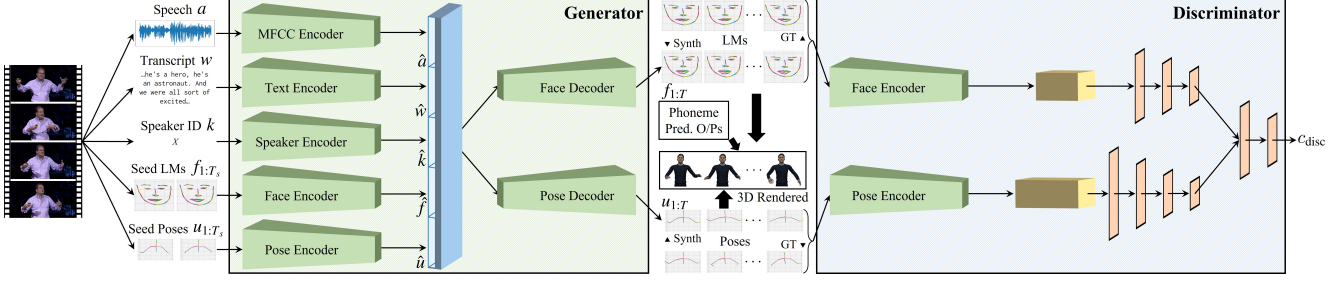 Speech a
Transcript w
…he's a hero, he's
an astronaut. And
we were all sort of
excited…
Speaker ID k
x
Seed LMs f1:Ts
Seed Poses u1:Ts
Generator
MFCC Encoder
Text Encoder
Speaker Encoder
Face Encoder
Pose Encoder
â
ŵ
k̂
f̂
û
Face Decoder
Pose Decoder
▼ Synth
LMs
GT ▲
f1:T
Phoneme
Pred. O/Ps
u1:T
3D Rendered
▲ Synth
Poses
GT ▼
Discriminator
Face Encoder
Pose Encoder
cdisc